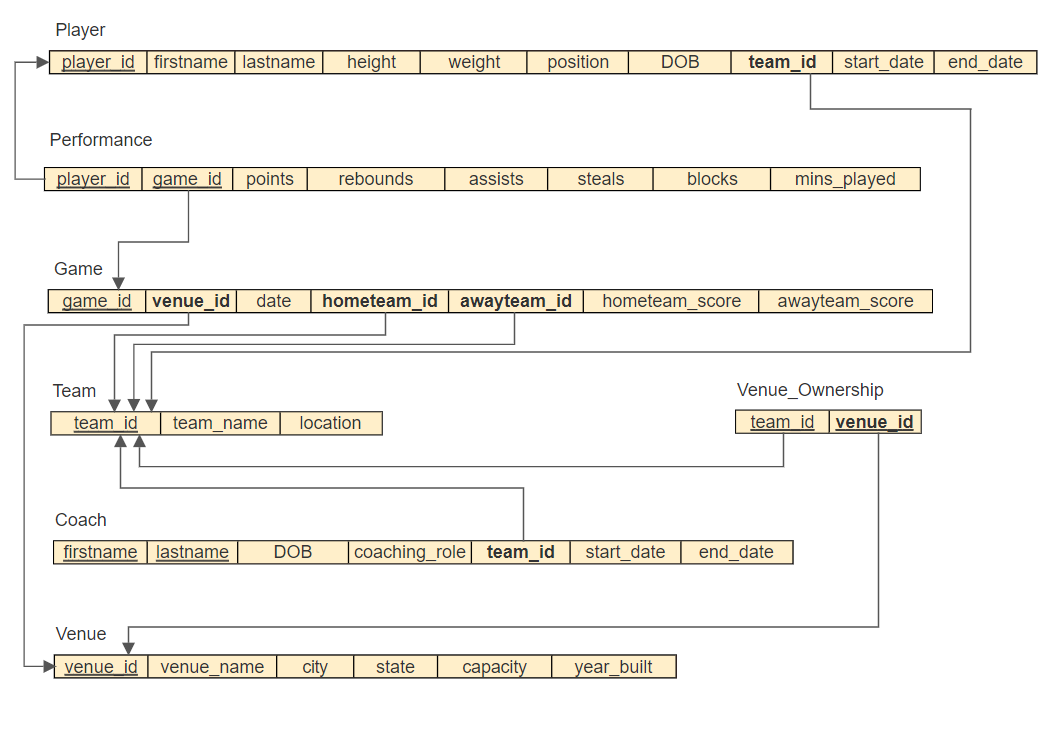 Player
player_id firstname lastname height weight position DOB team_id start_date end_date
Performance
player_id game_id points rebounds assists steals blocks mins_played
Game
game_id venue_id date hometeam_id awayteam_id hometeam_score awayteam_score
Team
team_id team_name location
Venue_Ownership
team_id venue_id
Coach
firstname lastname DOB coaching_role team_id start_date end_date
Venue
venue_id venue_name city state capacity year_built